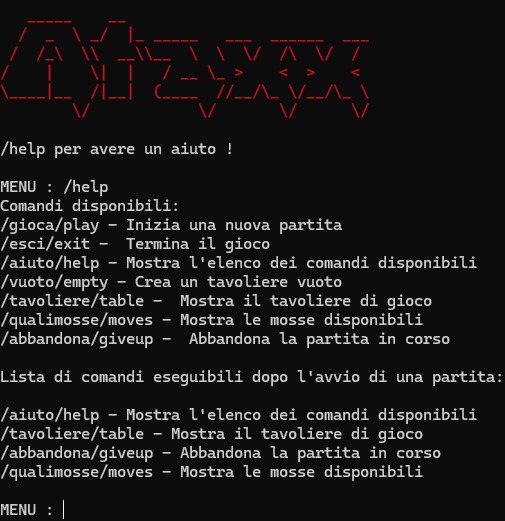 Ataxx
/help per avere un aiuto !
MENU : /help
Comandi disponibili:
/gioca/play - Inizia una nuova partita
/esci/exit -  Termina il gioco
/aiuto/help - Mostra l'elenco dei comandi disponibili
/vuoto/empty - Crea un tavoliere vuoto
/tavoliere/table -  Mostra il tavoliere di gioco
/qualimosse/moves - Mostra le mosse disponibili
/abbandona/giveup -  Abbandona la partita in corso
Lista di comandi eseguibili dopo l'avvio di una partita:
/aiuto/help - Mostra l'elenco dei comandi disponibili
/tavoliere/table - Mostra il tavoliere di gioco
/abbandona/giveup - Abbandona la partita in corso
/qualimosse/moves - Mostra le mosse disponibili
MENU :